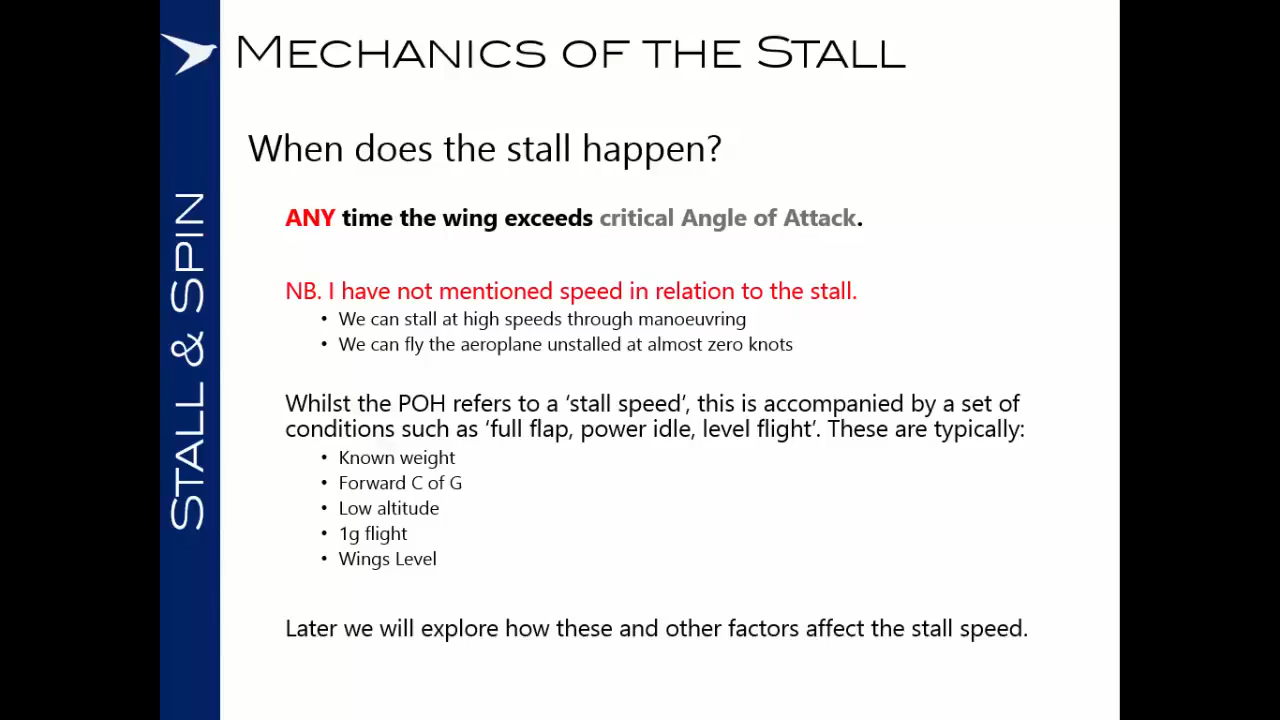 MECHANICS OF THE STALL
STALL & SPIN
When does the stall happen?
ANY time the wing exceeds critical Angle of Attack.
NB. I have not mentioned speed in relation to the stall.
• We can stall at high speeds through manoeuvring
• We can fly the aeroplane unstalled at almost zero knots
Whilst the POH refers to a ‘stall speed’, this is accompanied by a set of
conditions such as ‘full flap, power idle, level flight’. These are typically:
• Known weight
• Forward C of G
• Low altitude
• 1g flight
• Wings Level
Later we will explore how these and other factors affect the stall speed.